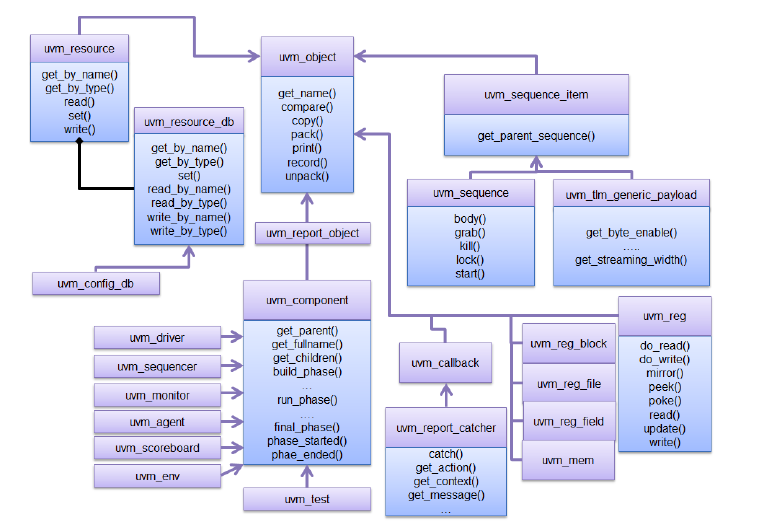 uvm_resource
get_by_name()
get_by_type()
read()
set()
write()
uvm_resource_db
get_by_name()
get_by_type()
set()
read_by_name()
read_by_type()
write_by_name()
write_by_type()
uvm_config_db
uvm_object
get_name()
compare()
copy()
pack()
print()
record()
unpack()
uvm_report_object
uvm_sequence_item
get_parent_sequence()
uvm_sequence
body()
grab()
kill()
lock()
start()
uvm_tlm_generic_payload
get_byte_enable()
…..
get_streaming_width()
uvm_component
get_parent()
get_fullname()
get_children()
build_phase()
...
run_phase()
....
final_phase()
phase_started()
phae_ended()
uvm_driver
uvm_sequencer
uvm_monitor
uvm_agent
uvm_scoreboard
uvm_env
uvm_test
uvm_callback
uvm_report_catcher
catch()
get_action()
get_context()
get_message()
...
uvm_reg_block
uvm_reg_file
uvm_reg_field
uvm_mem
uvm_reg
do_read()
do_write()
mirror()
peek()
poke()
read()
update()
write()